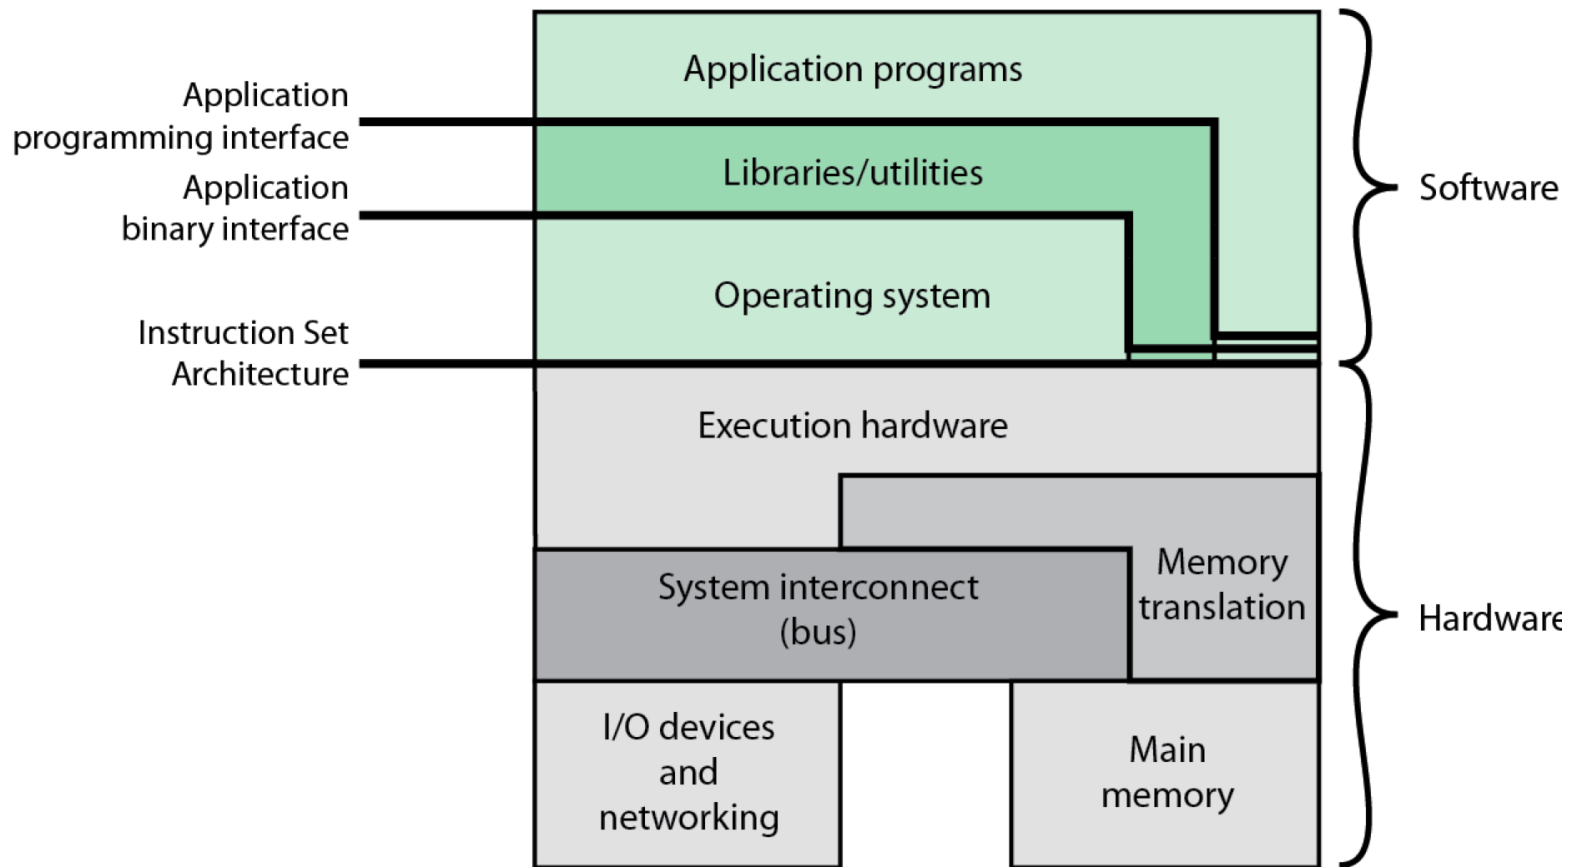 Application programs
Application
programming interface
Libraries/utilities
Application
binary interface
Operating system
Software
Instruction Set
Architecture
Execution hardware
Memory
translation
System interconnect
(bus)
Hardware
I/O devices
and
networking
Main
memory